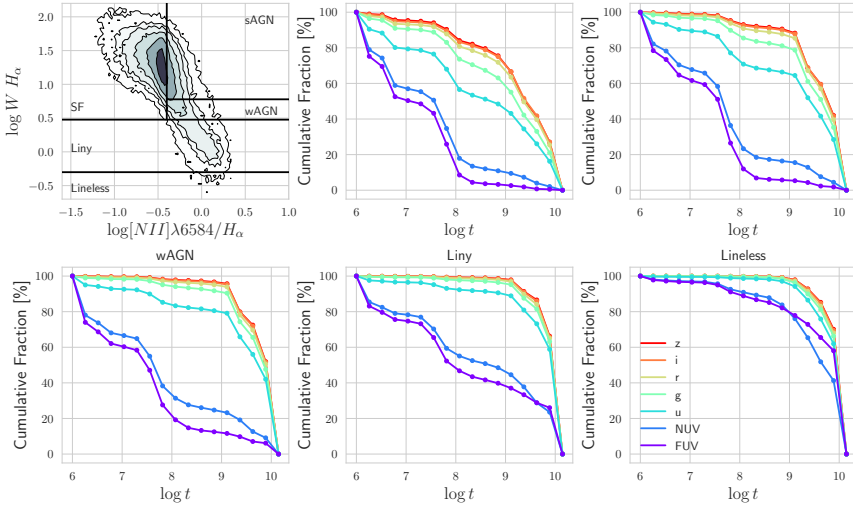 2.0
1.5
1.0
0.5
0.0
−0.5
log W Hα
sAGN
SF
wAGN
Liny
Lineless
−1.5 −1.0 −0.5 0.0 0.5 1.0
log[NII]λ6584/Hα
100
80
60
40
20
0
Cumulative Fraction [%]
6 7 8 9 10
log t
100
80
60
40
20
0
Cumulative Fraction [%]
6 7 8 9 10
log t
wAGN
100
80
60
40
20
0
Cumulative Fraction [%]
6 7 8 9 10
log t
Liny
100
80
60
40
20
0
Cumulative Fraction [%]
6 7 8 9 10
log t
Lineless
100
80
60
40
20
0
Cumulative Fraction [%]
z
i
r
g
u
NUV
FUV
6 7 8 9 10
log t